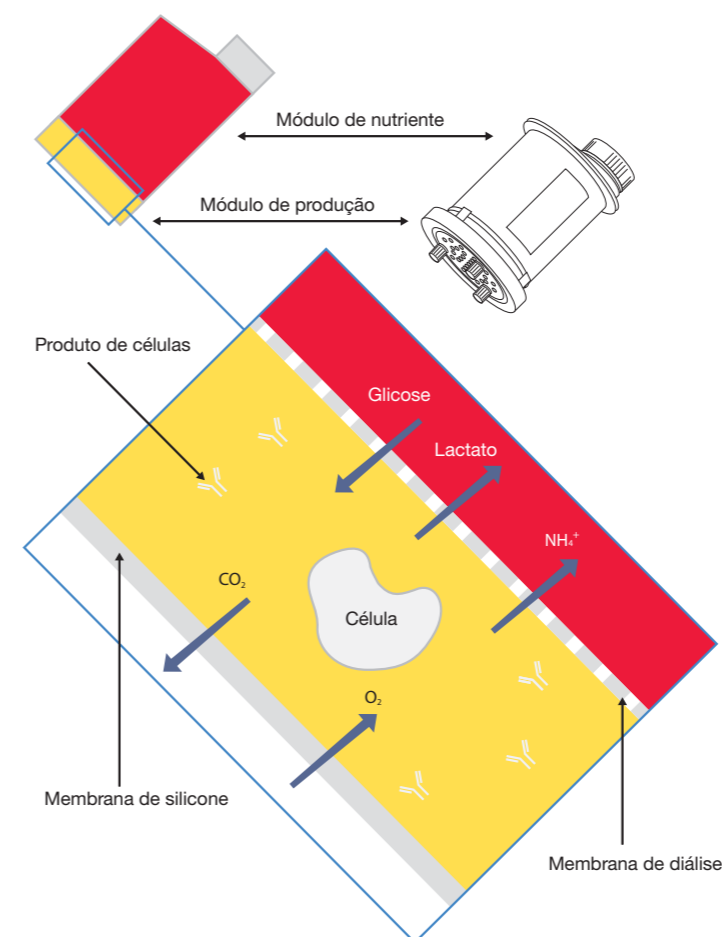 Módulo de nutriente
Módulo de produção
Produto de células
Glicose
Lactato
NH₄⁺
CO₂
Célula
O₂
Membrana de silicone
Membrana de diálise